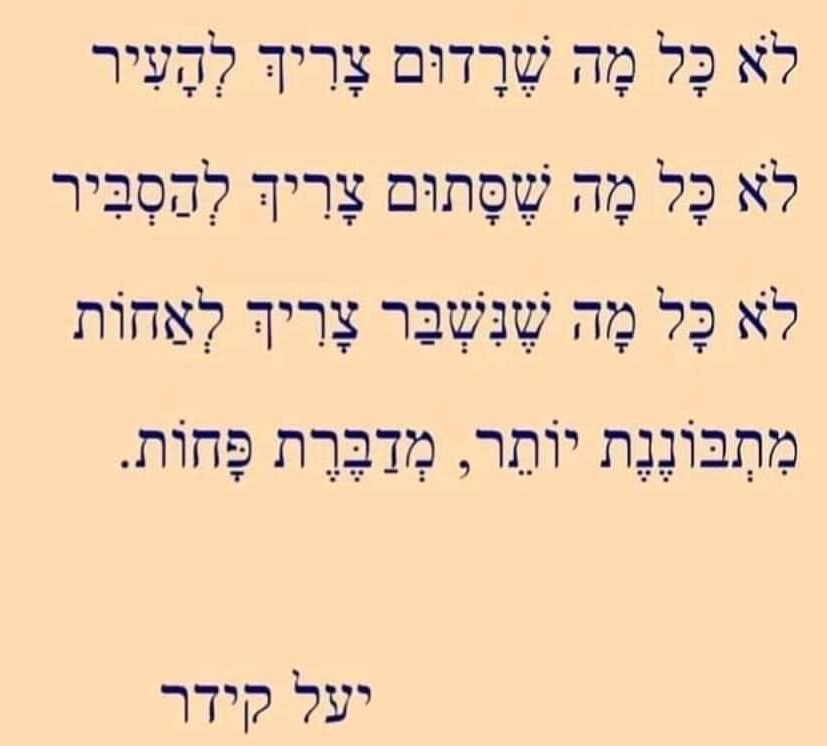 לֹא כָּל מָה שֶׁרָדוּם צָרִיךְ לְהָעִיר
לֹא כָּל מָה שֶׁסָּתוּם צָרִיךְ לְהַסְבִּיר
לֹא כָּל מָה שֶׁנִּשְׁבַּר צָרִיךְ לְאַחוֹת
מִתְבּוֹנֶנֶת יוֹתֵר, מְדַבֶּרֶת פָּחוֹת.
יעל קידר